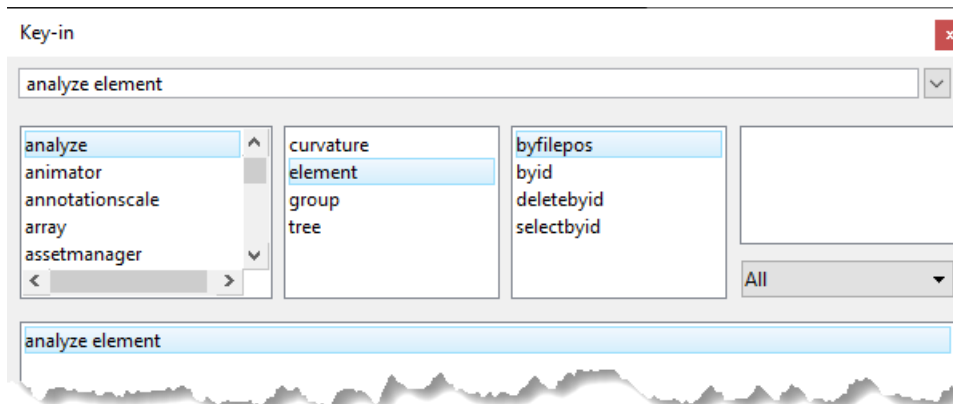 Key-in
x
analyze element
analyze
animator
annotationscale
array
assetmanager
curvature
element
group
tree
byfilepos
byid
deletebyid
selectbyid
All
analyze element